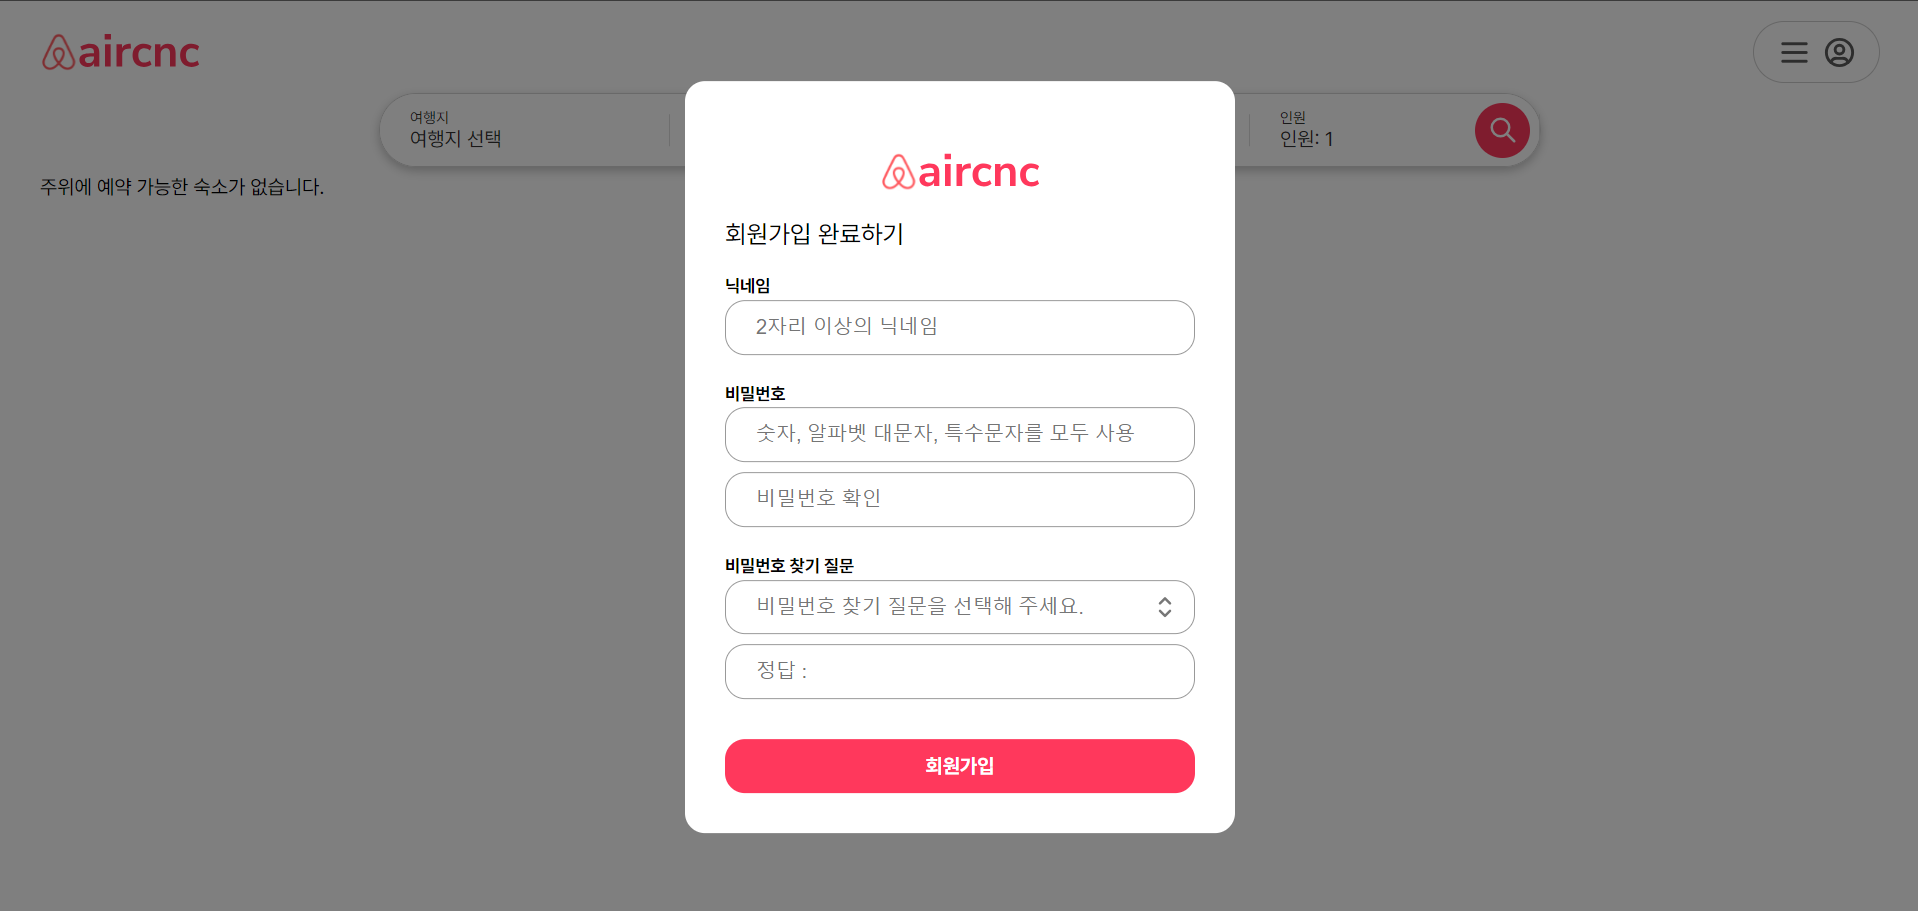 aircnc
여행지
여행지 선택
인원
인원: 1
주위에 예약 가능한 숙소가 없습니다.
aircnc
회원가입 완료하기
닉네임
2자리 이상의 닉네임
비밀번호
숫자, 알파벳 대문자, 특수문자를 모두 사용
비밀번호 확인
비밀번호 찾기 질문
비밀번호 찾기 질문을 선택해 주세요.
정답 :
회원가입